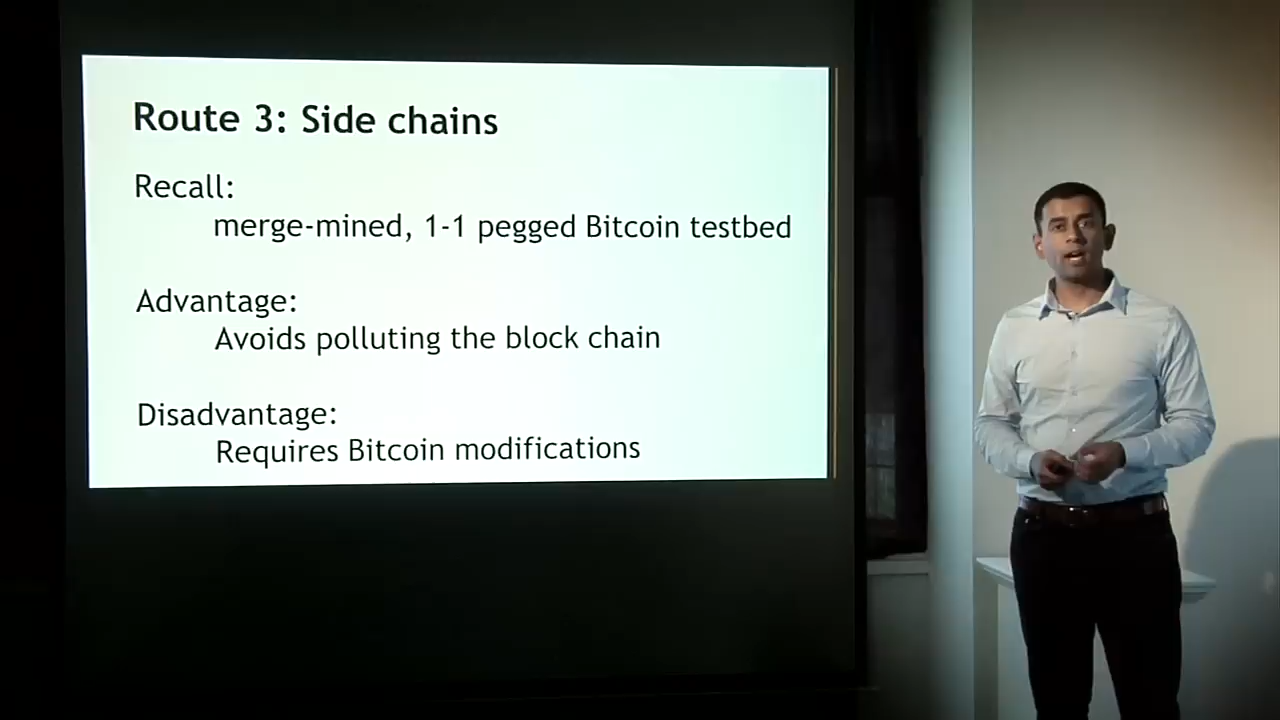 Route 3: Side chains
Recall:
merge-mined, 1-1 pegged Bitcoin testbed
Advantage:
Avoids polluting the block chain
Disadvantage:
Requires Bitcoin modifications